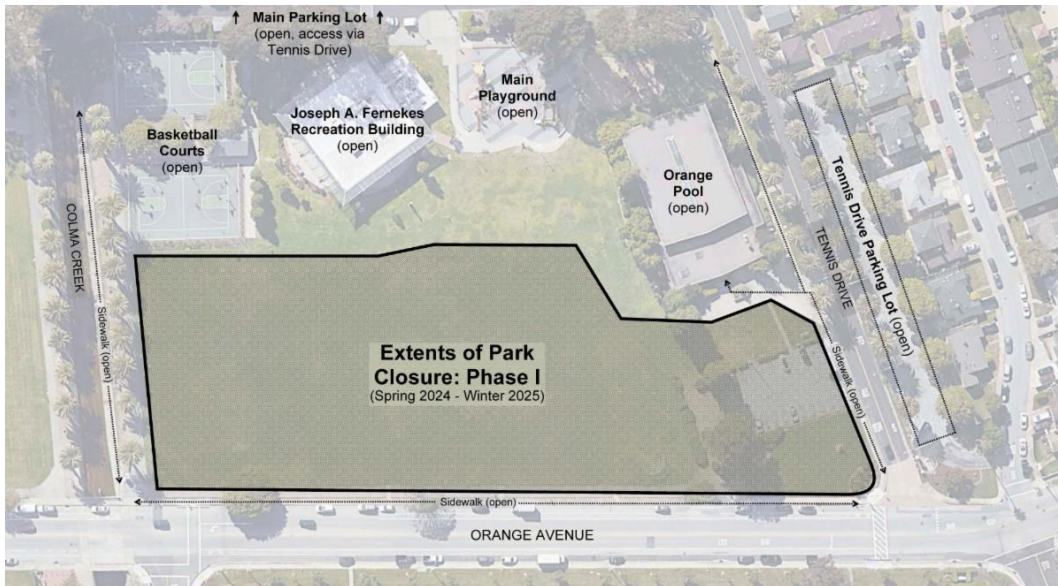 Main Parking Lot
(open, access via
Tennis Drive)
Main
Playground
(open)
Joseph A. Fernekes
Recreation Building
(open)
Basketball
Courts
(open)
Orange
Pool
(open)
Tennis Drive Parking Lot (open)
TENNIS DRIVE
COLMA CREEK
Sidewalk (open)
Sidewalk (open)
Extents of Park
Closure: Phase I
(Spring 2024 - Winter 2025)
Sidewalk (open)
ORANGE AVENUE